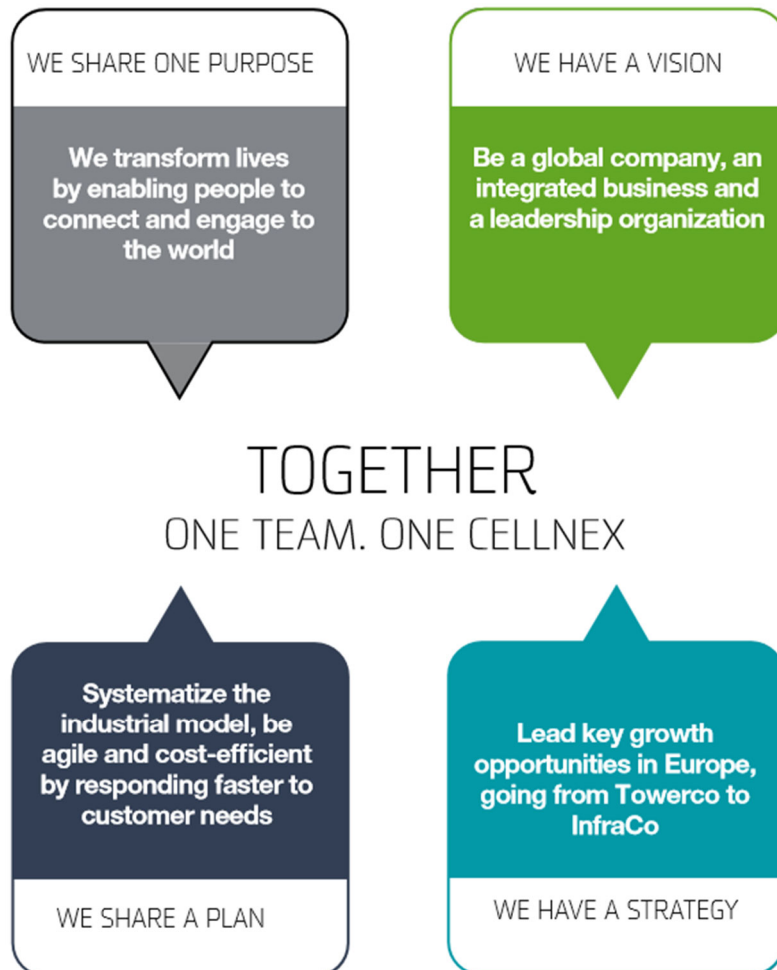 WE SHARE ONE PURPOSE
We transform lives
by enabling people to
connect and engage to
the world
WE HAVE A VISION
Be a global company, an
integrated business and
a leadership organization
TOGETHER
ONE TEAM. ONE CELLNEX
Systematize the
industrial model, be
agile and cost-efficient
by responding faster to
customer needs
WE SHARE A PLAN
Lead key growth
opportunities in Europe,
going from Towerco to
InfraCo
WE HAVE A STRATEGY